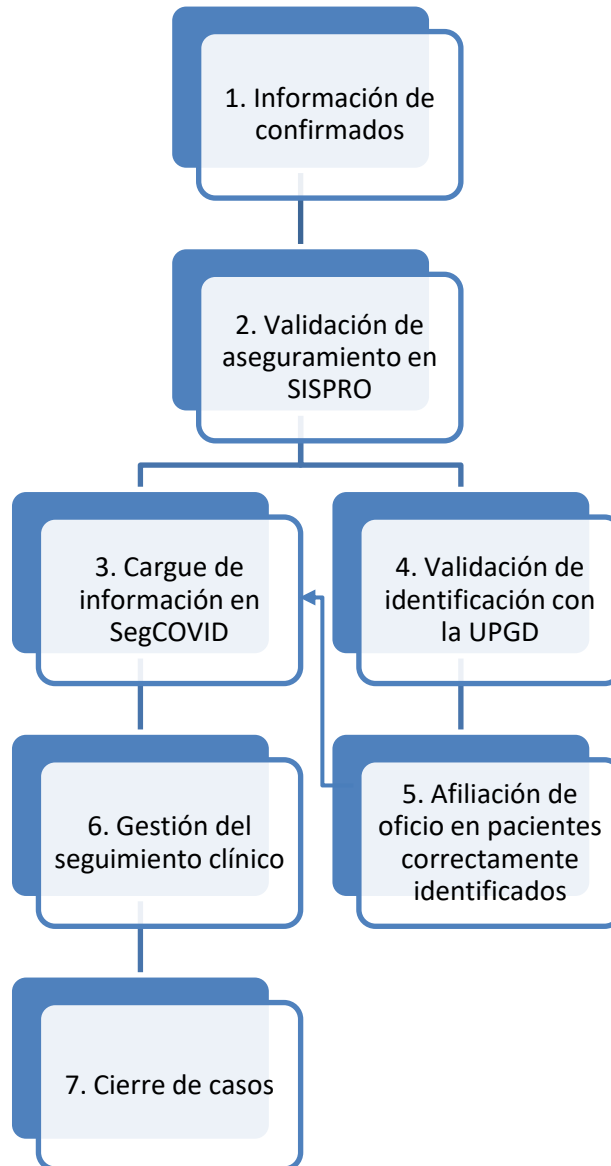 1. Información de
confirmados
2. Validación de
aseguramiento en
SISPRO
3. Cargue de
información en
SegCOVID
4. Validación de
identificación con
la UPGD
6. Gestión del
seguimiento clínico
5. Afiliación de
oficio en pacientes
correctamente
identificados
7. Cierre de casos